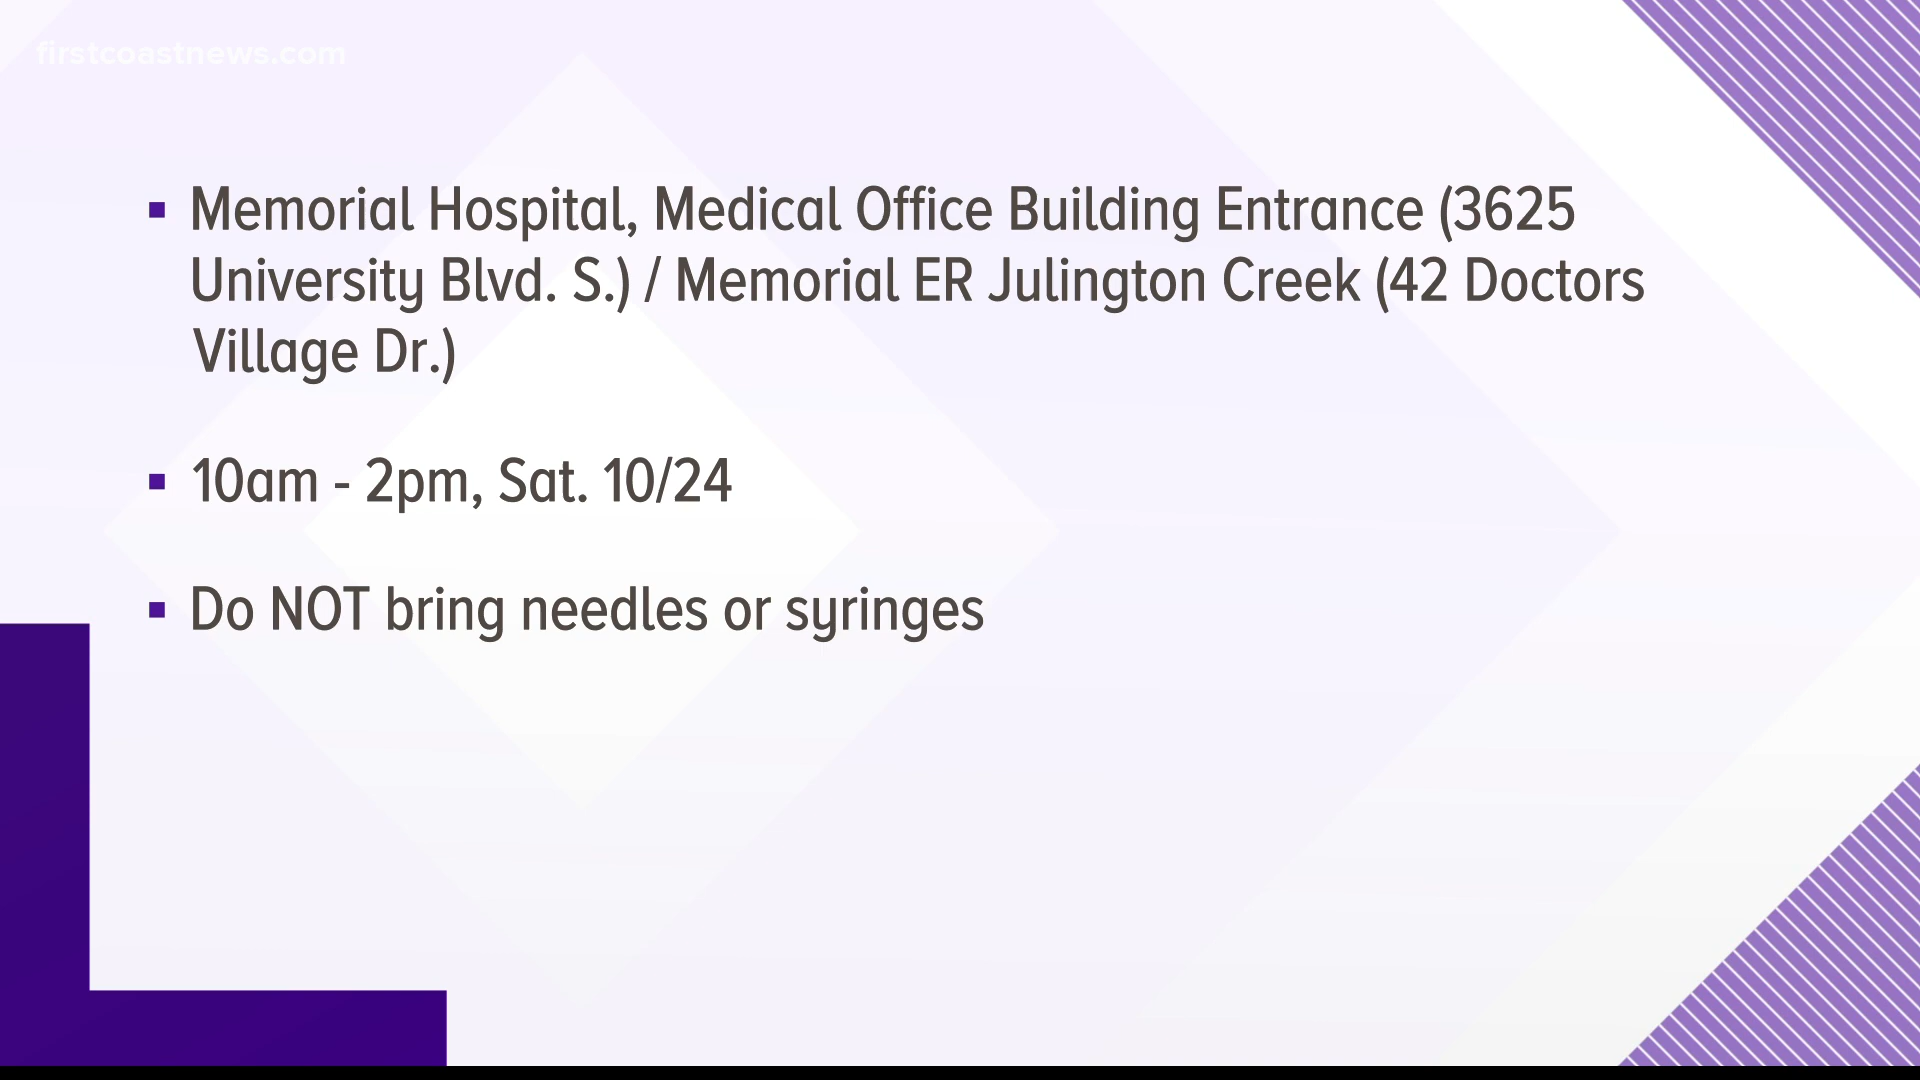 firstcoastnews.com
Memorial Hospital, Medical Office Building Entrance (3625
University Blvd. S.) / Memorial ER Julington Creek (42 Doctors
Village Dr.)
10am - 2pm, Sat. 10/24
Do NOT bring needles or syringes